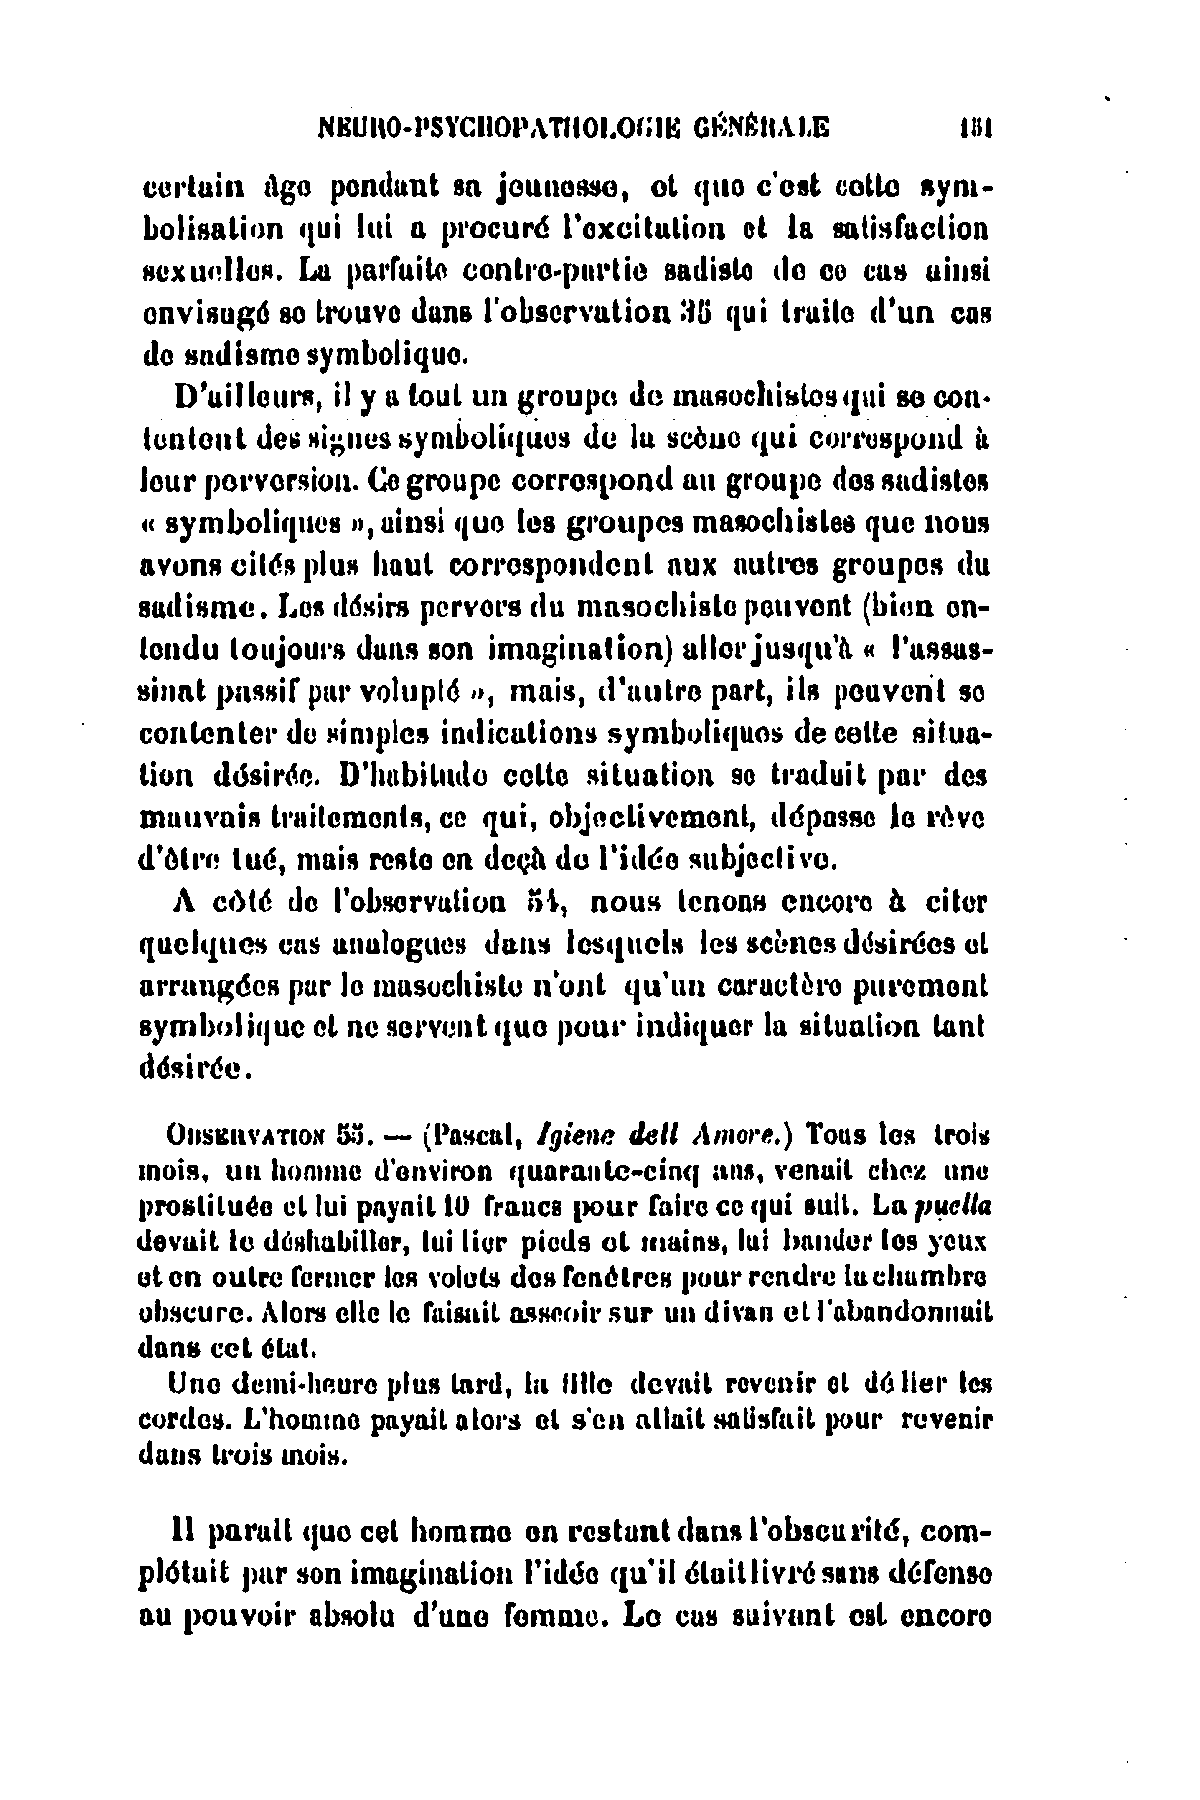 NEURO-PSYCHOPATHOLOGIE GÉNÉRALE 131
certain âge pendant sa jeunesse, et que c'est cette sym-
bolisation qui lui a procuré l'excitation et la satisfaction
sexuelles. La parfaite contre-partie sadiste de ce cas ainsi
envisagé se trouve dans l'observation 36 qui traite d'un cas
de sadisme symbolique.
D'ailleurs, il y a tout un groupe de masochistes qui se con-
tentent des signes symboliques de la scène qui correspond à
leur perversion. Ce groupe correspond au groupe des sadistes
« symboliques », ainsi que les groupes masochistes que nous
avons cités plus haut correspondent aux autres groupes du
sadisme. Les désirs pervers du masochiste peuvent (bien en-
tendu toujours dans son imagination) aller jusqu'à « l'assas-
sinat passif par volupté », mais, d'autre part, ils peuvent se
contenter de simples indications symboliques de cette situa-
tion désirée. D'habitude cette situation se traduit par des
mauvais traitements, ce qui, objectivement, dépasse le rêve
d'être tué, mais reste en deçà de l'idée subjective.
A côté de l'observation 54, nous tenons encore à citer
quelques cas analogues dans lesquels les scènes désirées et
arrangées par le masochiste n'ont qu'un caractère purement
symbolique et ne servent que pour indiquer la situation tant
désirée.
OBSERVATION 55. — (Pascal, Igiene dell Amore.) Tous les trois
mois, un homme d'environ quarante-cinq ans, venait chez une
prostituée et lui payait 10 francs pour faire ce qui suit. La puella
devait le déshabiller, lui lier pieds et mains, lui bander les yeux
et en outre fermer les volets des fenêtres pour rendre la chambre
obscure. Alors elle le faisait asseoir sur un divan et l'abandonnait
dans cet état.
Une demi-heure plus tard, la fille devait revenir et délier les
cordes. L'homme payait alors et s'en allait satisfait pour revenir
dans trois mois.
Il paraît que cet homme en restant dans l'obscurité, com-
plétait par son imagination l'idée qu'il était livré sans défense
au pouvoir absolu d'une femme. Le cas suivant est encore